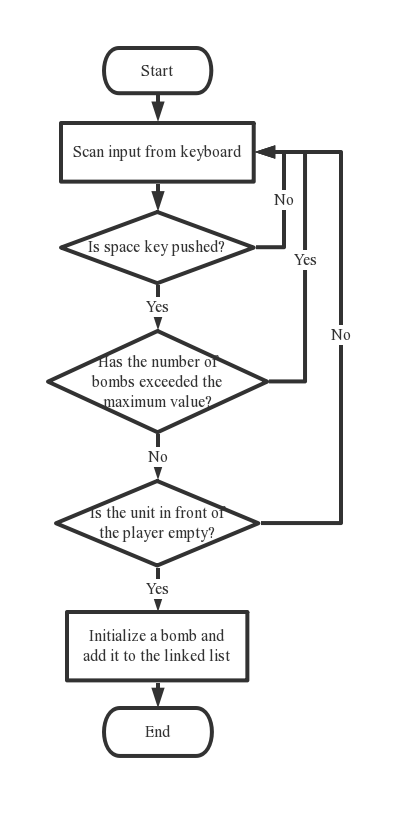 Start
Scan input from keyboard
No
Is space key pushed?
Yes
Yes
No
Has the number of
bombs exceeded the
maximum value?
No
Is the unit in front of
the player empty?
Yes
Initialize a bomb and
add it to the linked list
End